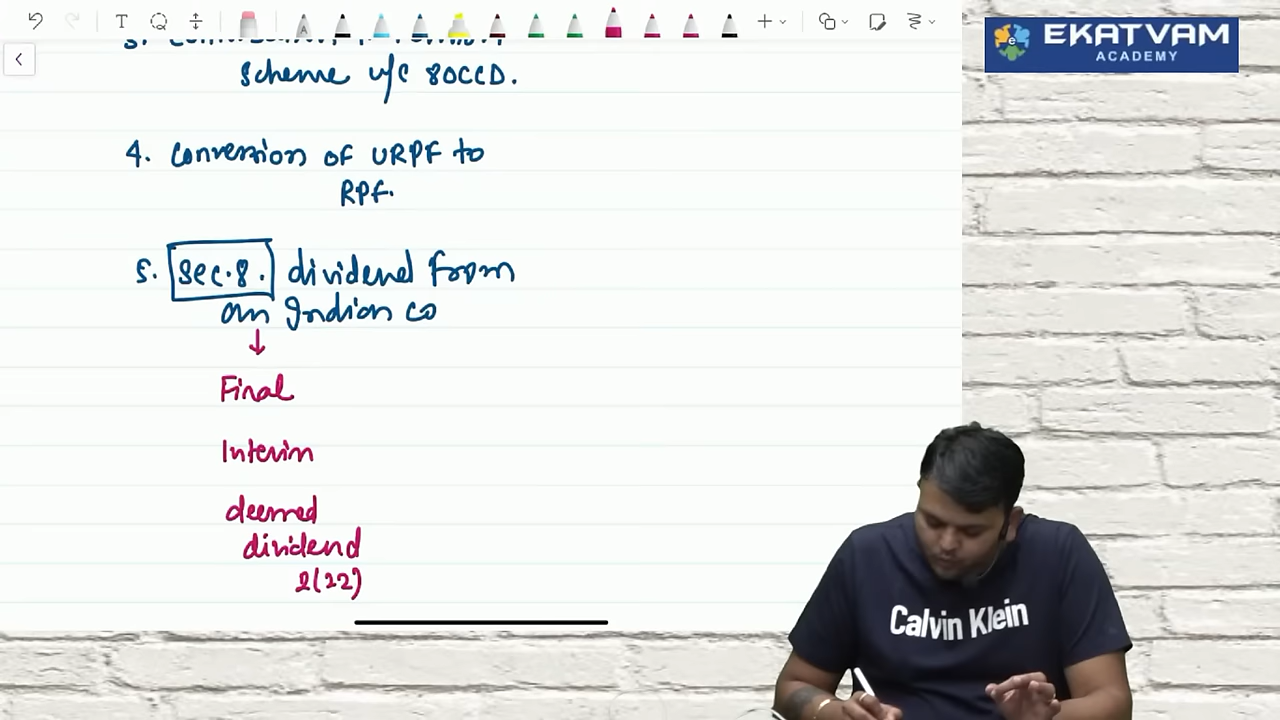 EKATVAM
ACADEMY
Scheme u/c 80CCD.
4. Conversion of URPF to
RPF.
5. Sec.8. dividend from
an Indian co
↓
Final
Interim
deemed
dividend
2(22)
Calvin Klein